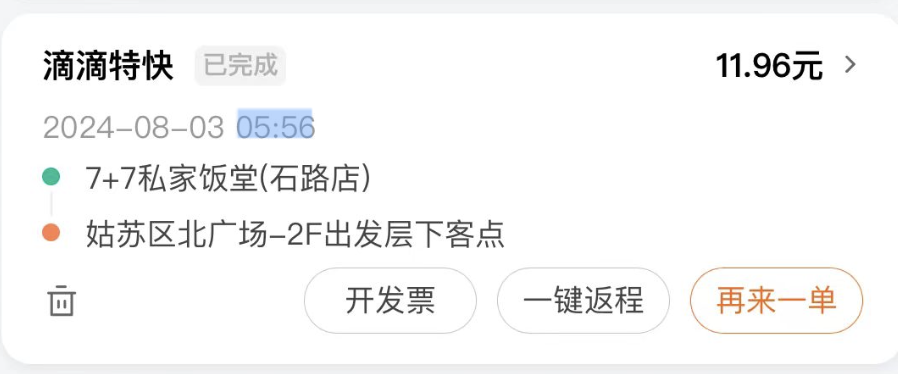 滴滴特快 已完成 11.96元
2024-08-03 05:56
7+7私家饭堂(石路店)
姑苏区北广场-2F出发层下客点
开发票 一键返程 再来一单